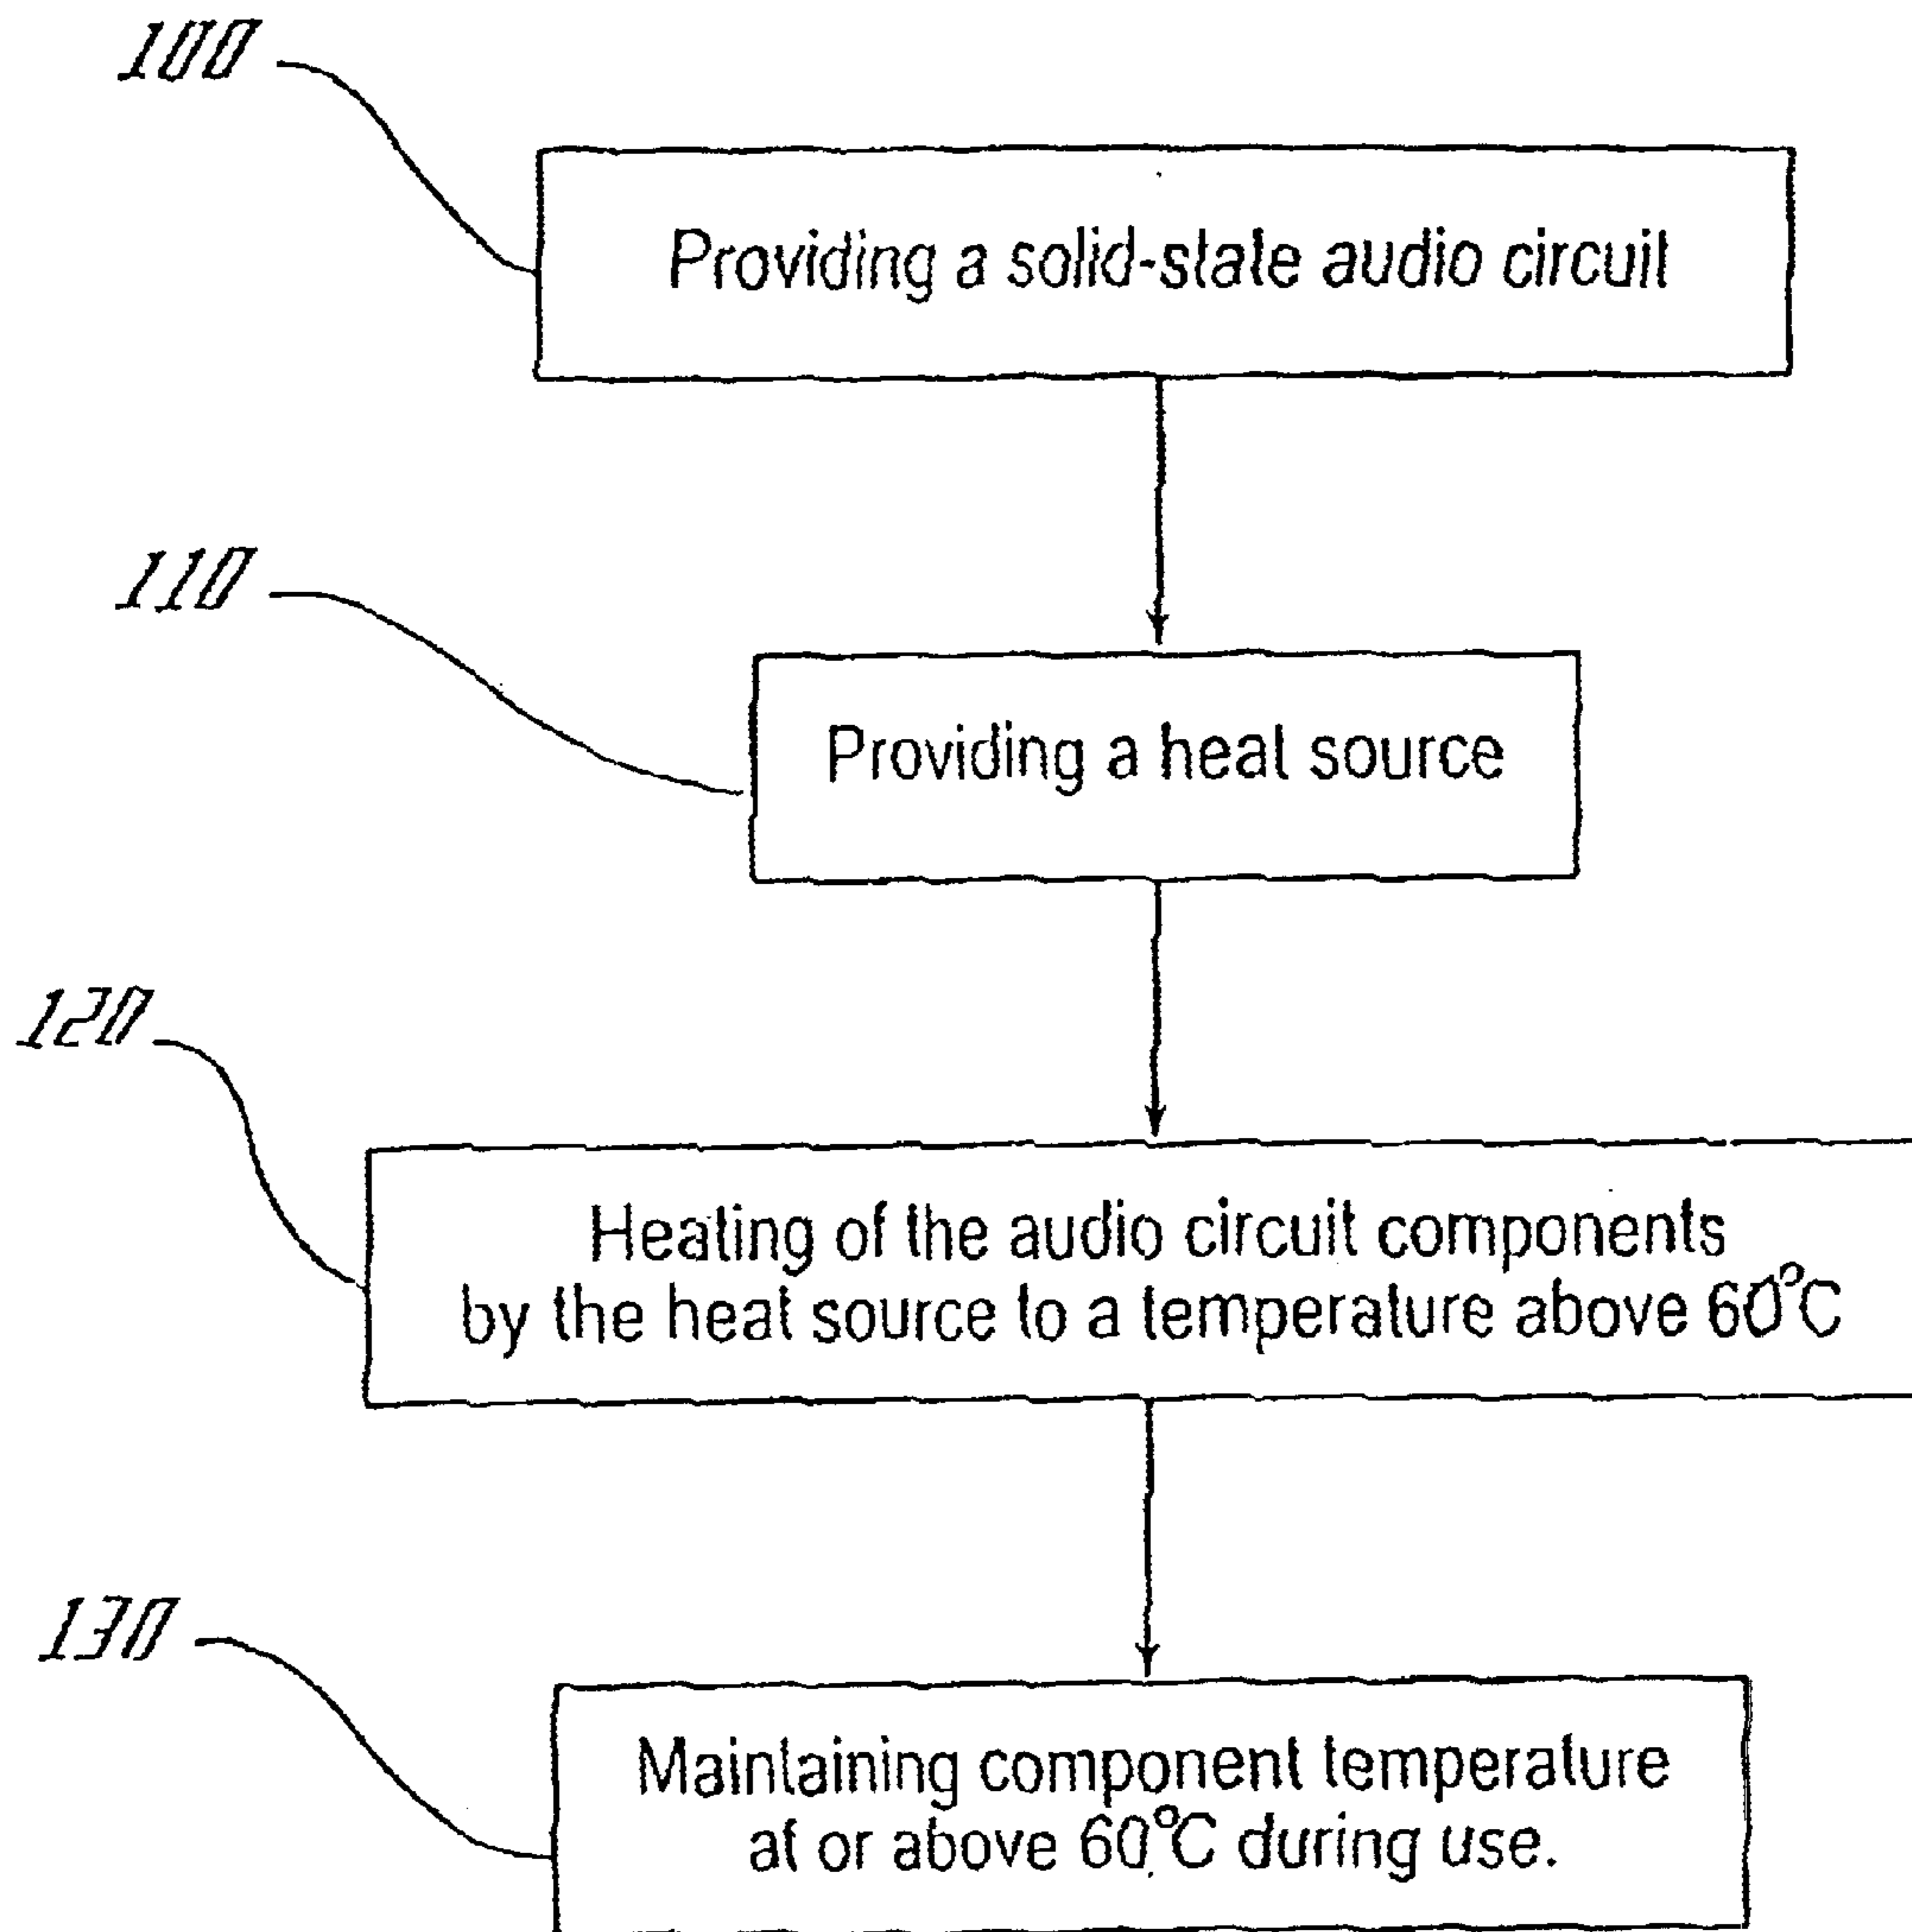 100
Providing a solid-state audio circuit
110
Providing a heat source
120
Heating of the audio circuit components
by the heat source to a temperature above 60°C
130
Maintaining component temperature
at or above 60°C during use.